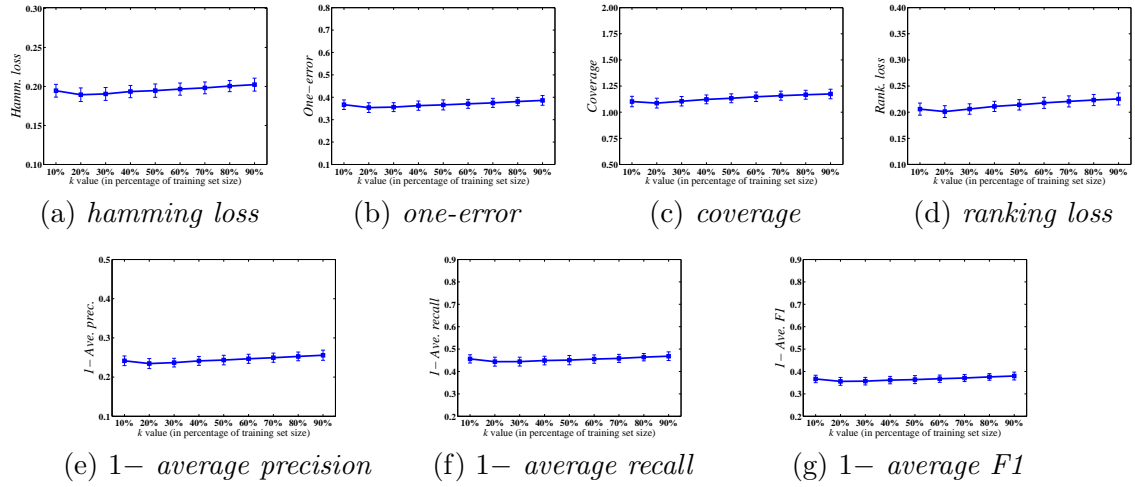 0.30
0.25
0.20
0.15
0.10
Hamm. loss
10% 20% 30% 40% 50% 60% 70% 80% 90%
k value (in percentage of training set size)
(a) hamming loss
0.8
0.7
0.6
0.5
0.4
0.3
0.2
0.1
One−error
10% 20% 30% 40% 50% 60% 70% 80% 90%
k value (in percentage of training set size)
(b) one-error
2.00
1.75
1.50
1.25
1.00
0.75
0.50
Coverage
10% 20% 30% 40% 50% 60% 70% 80% 90%
k value (in percentage of training set size)
(c) coverage
0.40
0.35
0.30
0.25
0.20
0.15
0.10
Rank. loss
10% 20% 30% 40% 50% 60% 70% 80% 90%
k value (in percentage of training set size)
(d) ranking loss
0.5
0.4
0.3
0.2
0.1
1− Ave. prec.
10% 20% 30% 40% 50% 60% 70% 80% 90%
k value (in percentage of training set size)
(e) 1− average precision
0.9
0.8
0.7
0.6
0.5
0.4
0.3
0.2
1− Ave. recall
10% 20% 30% 40% 50% 60% 70% 80% 90%
k value (in percentage of training set size)
(f) 1− average recall
0.9
0.8
0.7
0.6
0.5
0.4
0.3
0.2
1− Ave. F1
10% 20% 30% 40% 50% 60% 70% 80% 90%
k value (in percentage of training set size)
(g) 1− average F1